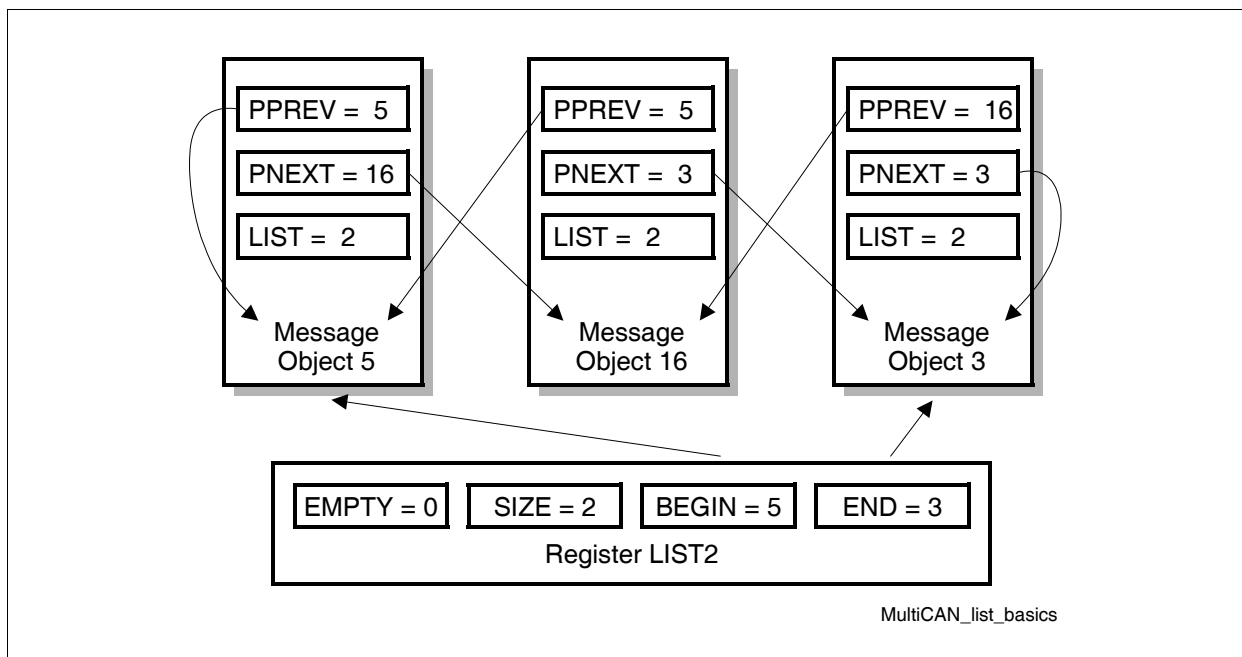 PPREV = 5
PNEXT = 16
LIST = 2
Message
Object 5
PPREV = 5
PNEXT = 3
LIST = 2
Message
Object 16
PPREV = 16
PNEXT = 3
LIST = 2
Message
Object 3
EMPTY = 0
SIZE = 2
BEGIN = 5
END = 3
Register LIST2
MultiCAN_list_basics